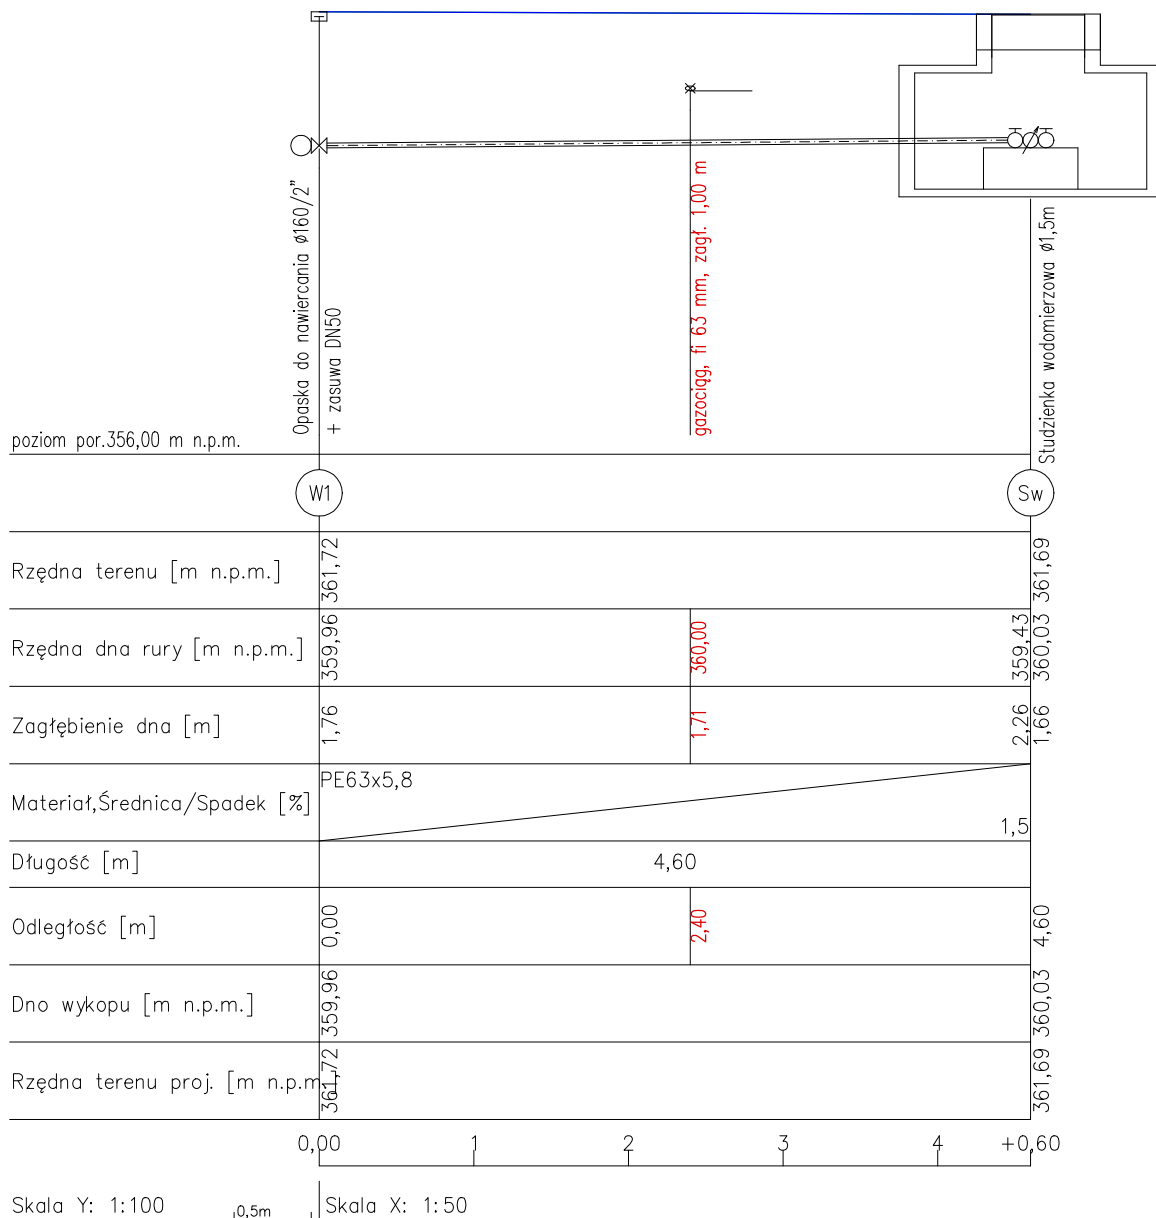 Opaska do nawiercania ø160/2"
+ zasuwa DN50
gazociąg, fi 63 mm, zagł. 1,00 m
Studzienka wodomierzowa ø1,5m
poziom por.356,00 m n.p.m.
W1
Sw
Rzędna terenu [m n.p.m.]
361,72
361,69
Rzędna dna rury [m n.p.m.]
359,96
360,00
359,43
360,03
Zagłębienie dna [m]
1,76
1,71
2,26
1,66
Materiał,Średnica/Spadek [%]
PE63x5,8
1,5
Długość [m]
4,60
Odległość [m]
0,00
2,40
4,60
Dno wykopu [m n.p.m.]
359,96
360,03
Rzędna terenu proj. [m n.p.m.]
361,72
361,69
0,00
1
2
3
4
+0,60
Skala Y: 1:100
0,5m
Skala X: 1:50